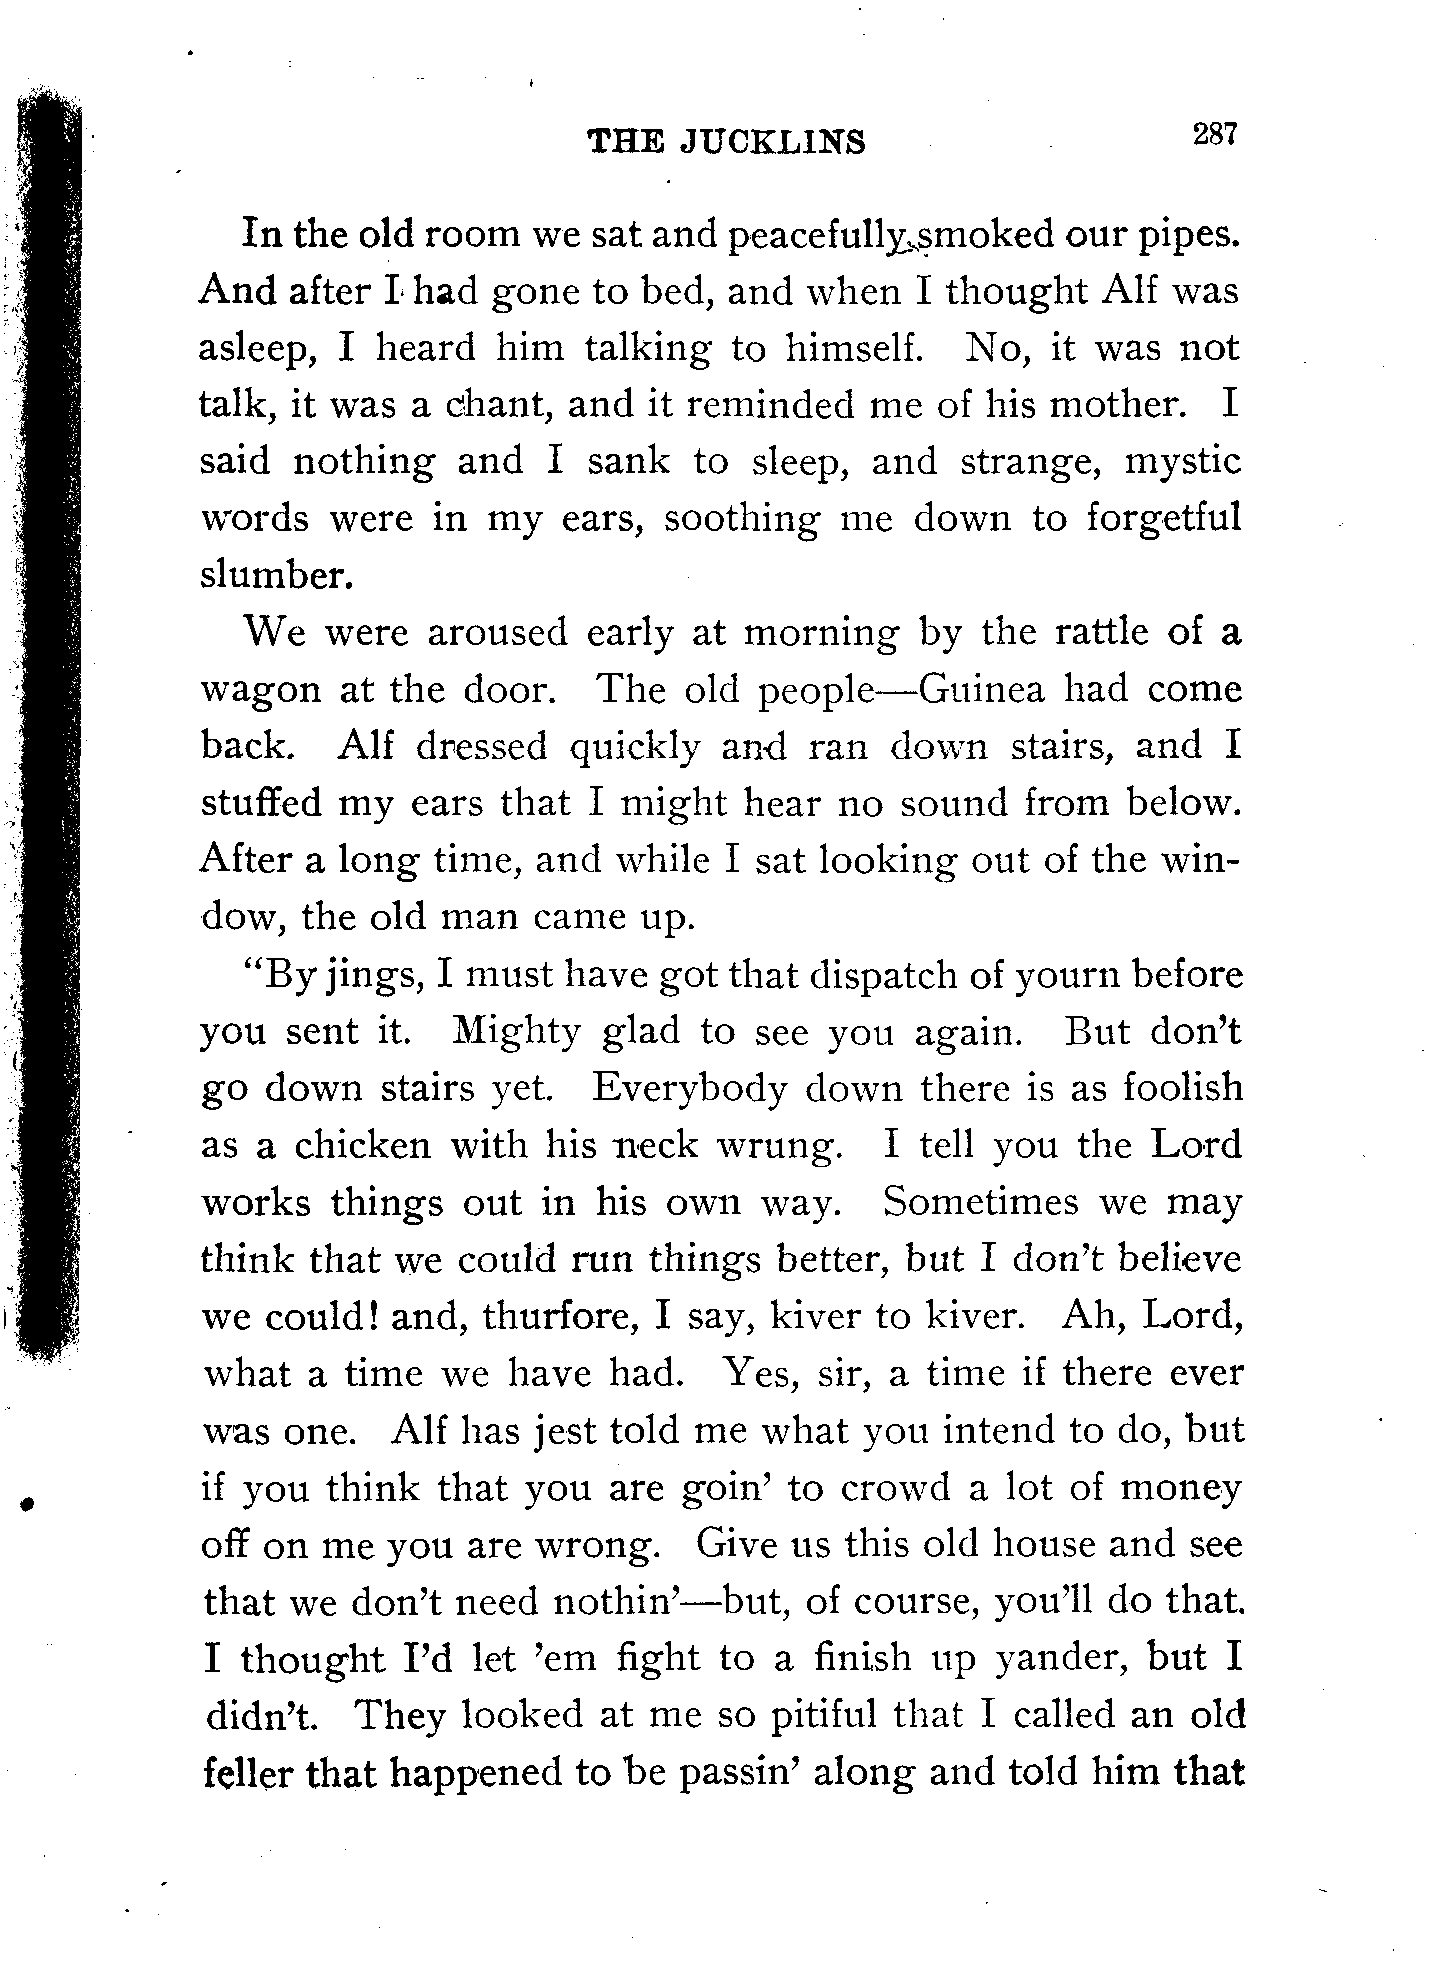 THE JUCKLINS 287
In the old room we sat and peacefully smoked our pipes.
And after I had gone to bed, and when I thought Alf was
asleep, I heard him talking to himself. No, it was not
talk, it was a chant, and it reminded me of his mother. I
said nothing and I sank to sleep, and strange, mystic
words were in my ears, soothing me down to forgetful
slumber.
We were aroused early at morning by the rattle of a
wagon at the door. The old people—Guinea had come
back. Alf dressed quickly and ran down stairs, and I
stuffed my ears that I might hear no sound from below.
After a long time, and while I sat looking out of the win-
dow, the old man came up.
“By jings, I must have got that dispatch of yourn before
you sent it. Mighty glad to see you again. But don’t
go down stairs yet. Everybody down there is as foolish
as a chicken with his neck wrung. I tell you the Lord
works things out in his own way. Sometimes we may
think that we could run things better, but I don’t believe
we could! and, thurfore, I say, kiver to kiver. Ah, Lord,
what a time we have had. Yes, sir, a time if there ever
was one. Alf has jest told me what you intend to do, but
if you think that you are goin’ to crowd a lot of money
off on me you are wrong. Give us this old house and see
that we don’t need nothin’—but, of course, you’ll do that.
I thought I’d let ’em fight to a finish up yander, but I
didn’t. They looked at me so pitiful that I called an old
feller that happened to be passin’ along and told him that